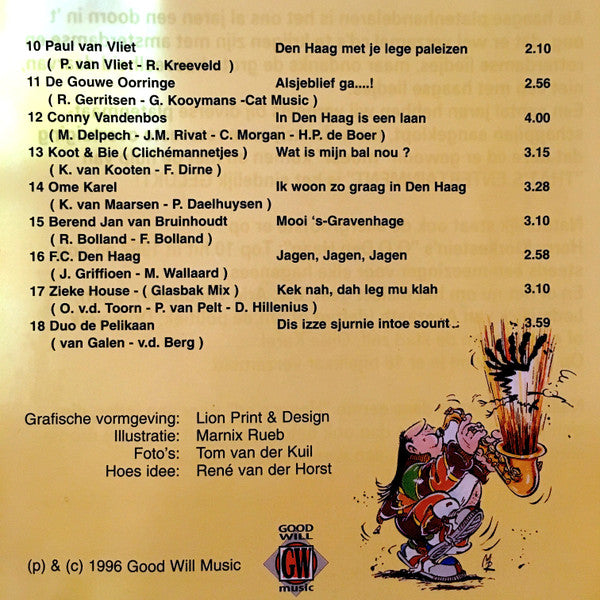 10 Paul van Vliet Den Haag met je lege paleizen 2.10
( P. van Vliet - R. Kreeveld )
11 De Gouwe Oorringe Alsjeblief ga....! 2.56
( R. Gerritsen - G. Kooymans -Cat Music )
12 Conny Vandenbos In Den Haag is een laan 4.00
( M. Delpech - J.M. Rivat - C. Morgan - H.P. de Boer )
13 Koot & Bie ( Clichémannetjes ) Wat is mijn bal nou ? 3.15
( K. van Kooten - F. Dirne )
14 Ome Karel Ik woon zo graag in Den Haag 3.28
( K. van Maarsen - P. Daelhuysen )
15 Berend Jan van Bruinhoudt Mooi 's-Gravenhage 3.10
( R. Bolland - F. Bolland )
16 F.C. Den Haag Jagen, Jagen, Jagen 2.58
( J. Griffioen - M. Wallaard )
17 Zieke House - ( Glasbak Mix ) Kek nah, dah leg mu klah 3.10
( O. v.d. Toorn - P. van Pelt - D. Hillenius )
18 Duo de Pelikaan Dis izze sjurnie intoe sount .. 3.59
( van Galen - v.d. Berg )
Grafische vormgeving: Lion Print & Design
Illustratie: Marnix Rueb
Foto's: Tom van der Kuil
Hoes idee: René van der Horst
GOOD
WILL
GW
music
(p) & (c) 1996 Good Will Music